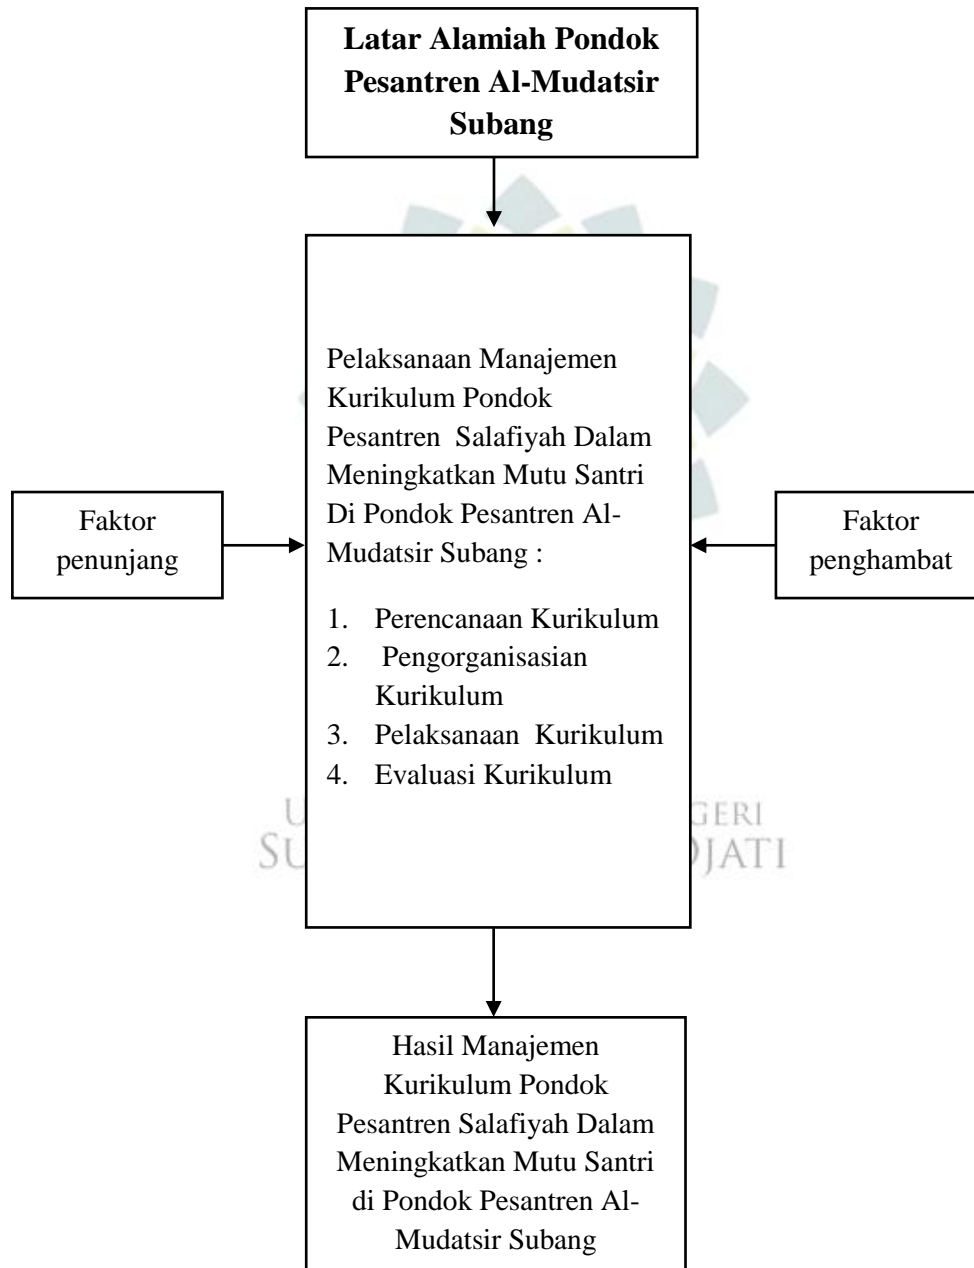 Latar Alamiah Pondok
Pesantren Al-Mudatsir
Subang
Pelaksanaan Manajemen
Kurikulum Pondok
Pesantren Salafiyah Dalam
Meningkatkan Mutu Santri
Di Pondok Pesantren Al-
Mudatsir Subang :
1. Perencanaan Kurikulum
2. Pengorganisasian
Kurikulum
3. Pelaksanaan Kurikulum
4. Evaluasi Kurikulum
Faktor
penunjang
Faktor
penghambat
Hasil Manajemen
Kurikulum Pondok
Pesantren Salafiyah Dalam
Meningkatkan Mutu Santri
di Pondok Pesantren Al-
Mudatsir Subang